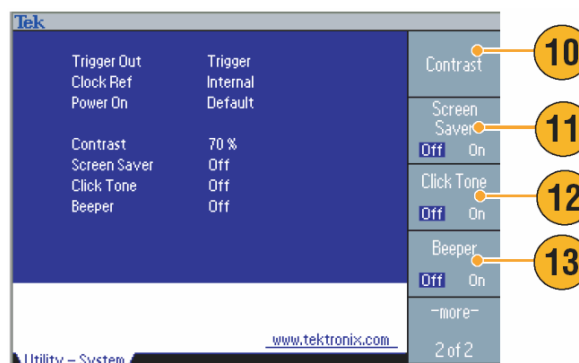 Tek
Trigger Out Trigger
Clock Ref Internal
Power On Default
Contrast 70 %
Screen Saver Off
Click Tone Off
Beeper Off
www.tektronix.com
Utility – System
Contrast
10
Screen
Saver
Off On
11
Click Tone
Off On
12
Beeper
Off On
13
-more-
2 of 2